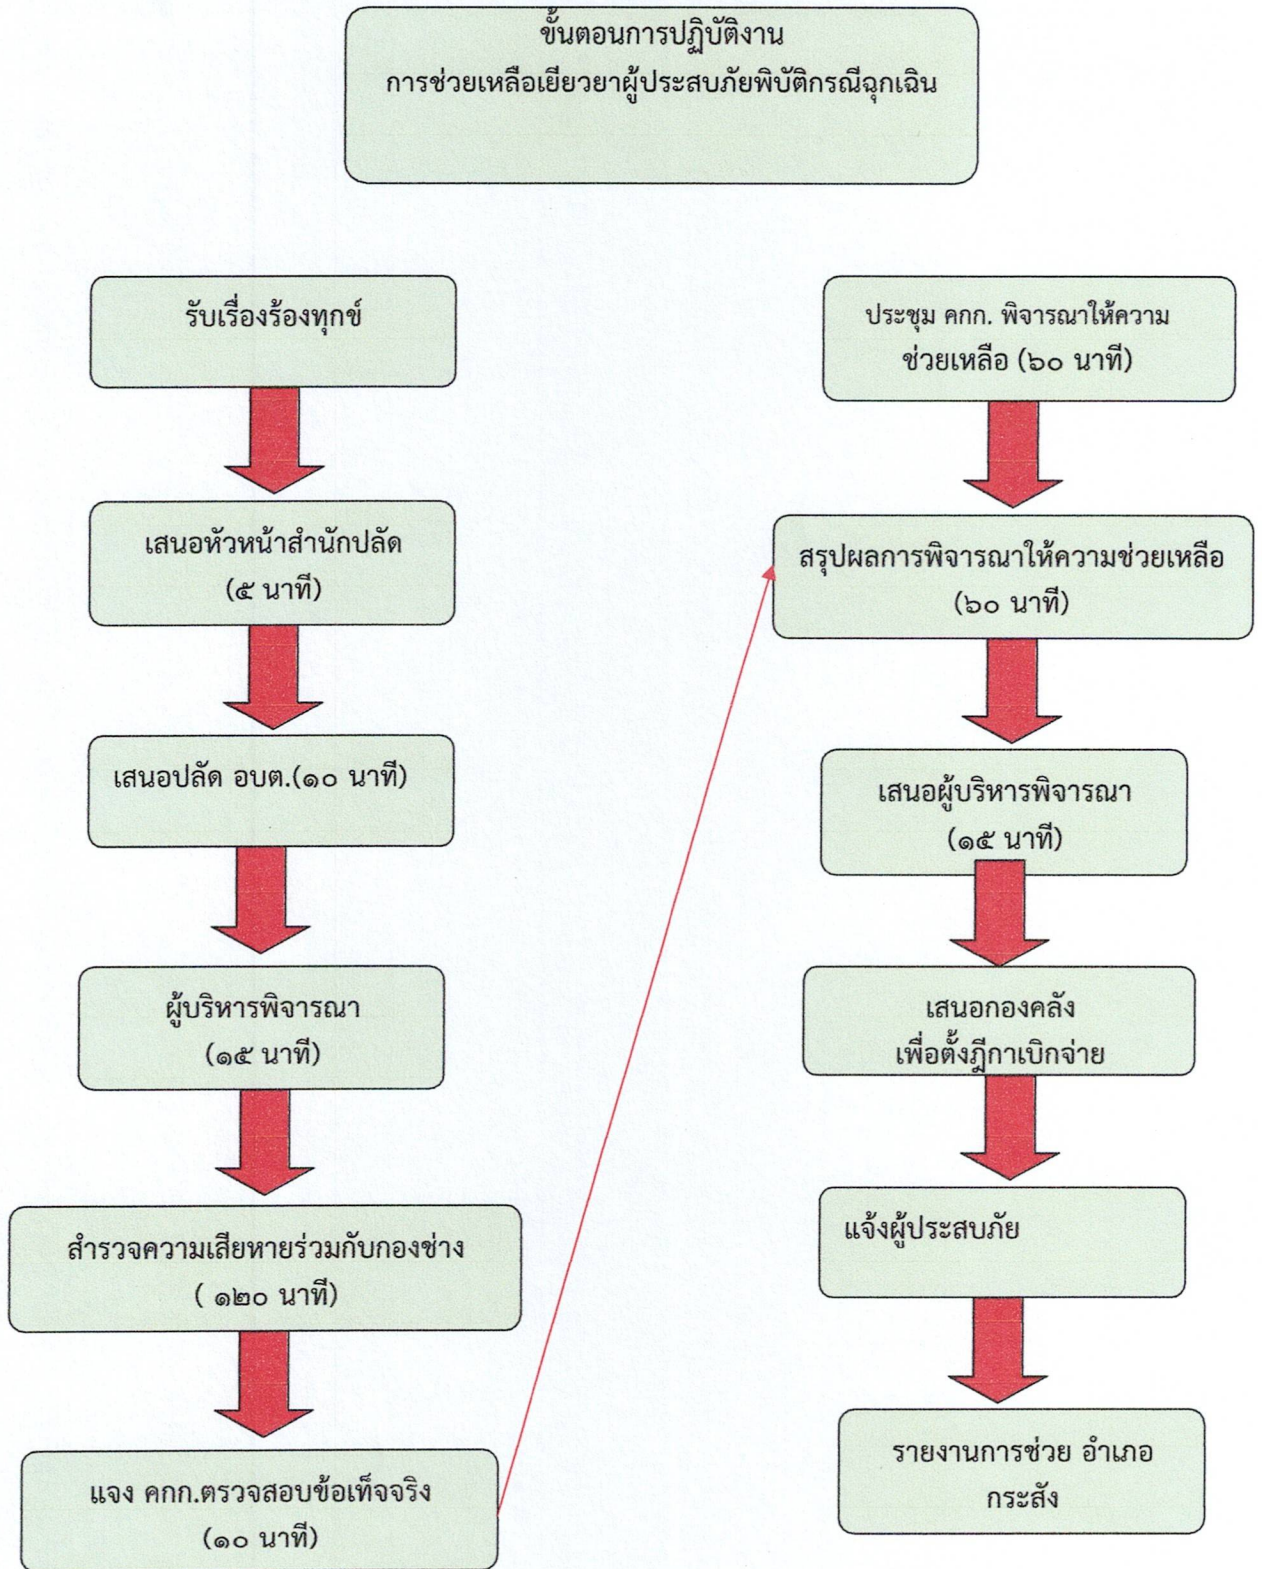 ขั้นตอนการปฏิบัติงาน
การช่วยเหลือเยียวยาผู้ประสบภัยพิบัติกรณีฉุกเฉิน
รับเรื่องร้องทุกข์
เสนอหัวหน้าสำนักปลัด
(๕ นาที)
เสนอปลัด อบต.(๑๐ นาที)
ผู้บริหารพิจารณา
(๑๕ นาที)
สำรวจความเสียหายร่วมกับกองช่าง
( ๑๒๐ นาที)
แจง คกก.ตรวจสอบข้อเท็จจริง
(๑๐ นาที)
ประชุม คกก. พิจารณาให้ความ
ช่วยเหลือ (๖๐ นาที)
สรุปผลการพิจารณาให้ความช่วยเหลือ
(๖๐ นาที)
เสนอผู้บริหารพิจารณา
(๑๕ นาที)
เสนอกองคลัง
เพื่อตั้งฎีกาเบิกจ่าย
แจ้งผู้ประสบภัย
รายงานการช่วย อำเภอ
กระสัง